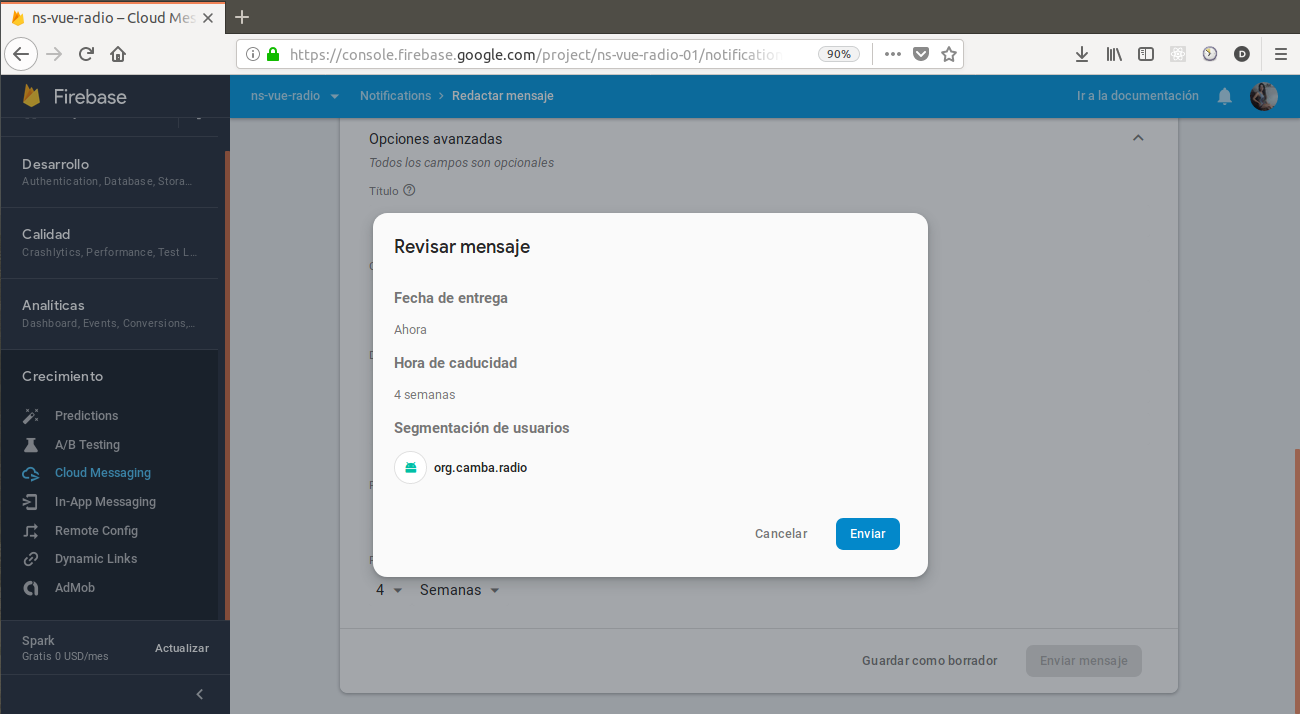 ns-vue-radio – Cloud Mes
https://console.firebase.google.com/project/ns-vue-radio-01/notification
90%
D
Firebase
ns-vue-radio
Notifications
Redactar mensaje
Ir a la documentación
Desarrollo
Authentication, Database, Stora...
Calidad
Crashlytics, Performance, Test L...
Analíticas
Dashboard, Events, Conversions,...
Crecimiento
Predictions
A/B Testing
Cloud Messaging
In-App Messaging
Remote Config
Dynamic Links
AdMob
Spark
Gratis 0 USD/mes
Actualizar
Opciones avanzadas
Todos los campos son opcionales
Título
Revisar mensaje
Fecha de entrega
Ahora
Hora de caducidad
4 semanas
Segmentación de usuarios
org.camba.radio
Cancelar
Enviar
4
Semanas
Guardar como borrador
Enviar mensaje